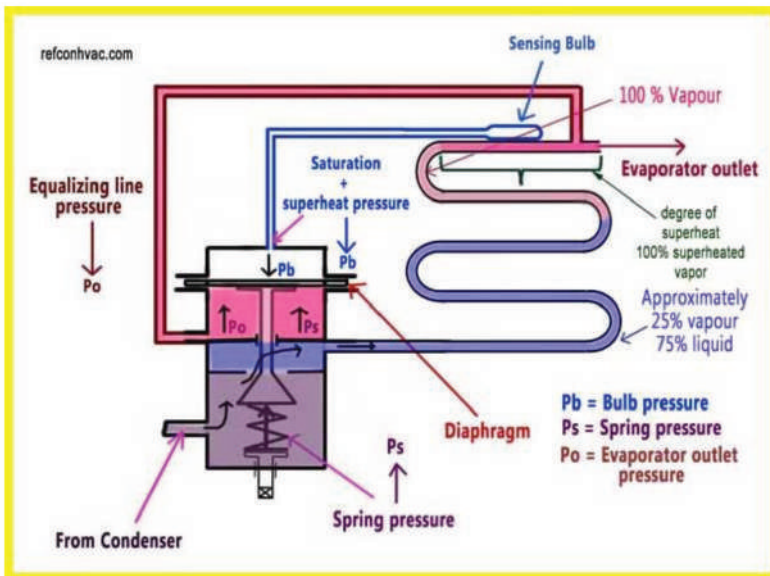 refconhvac.com
Sensing Bulb
100 % Vapour
Evaporator outlet
Saturation
+
superheat pressure
Equalizing line
pressure
Po
Pb
Pb
degree of
superheat
100% superheated
vapor
Po
Ps
Approximately
25% vapour
75% liquid
Diaphragm
Pb = Bulb pressure
Ps = Spring pressure
Po = Evaporator outlet
pressure
Ps
Spring pressure
From Condenser